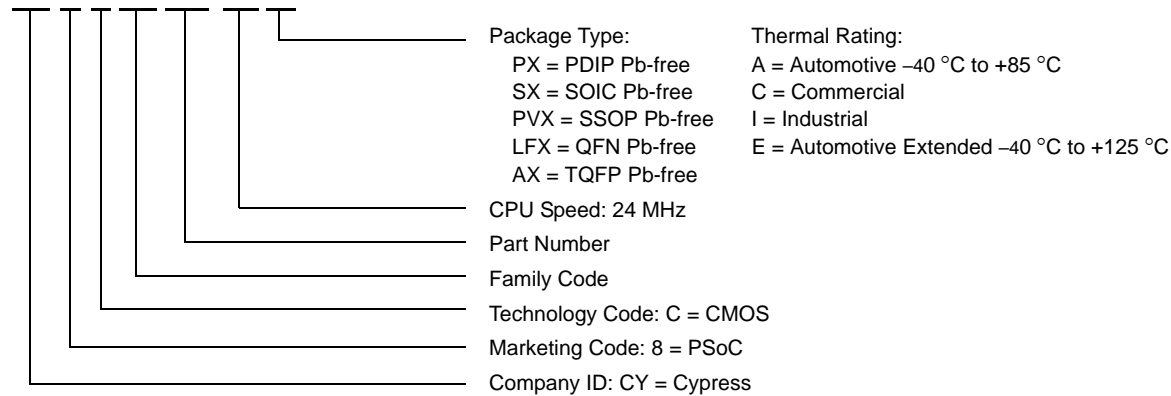 Package Type: Thermal Rating:
PX = PDIP Pb-free A = Automotive –40 °C to +85 °C
SX = SOIC Pb-free C = Commercial
PVX = SSOP Pb-free I = Industrial
LFX = QFN Pb-free E = Automotive Extended –40 °C to +125 °C
AX = TQFP Pb-free
CPU Speed: 24 MHz
Part Number
Family Code
Technology Code: C = CMOS
Marketing Code: 8 = PSoC
Company ID: CY = Cypress